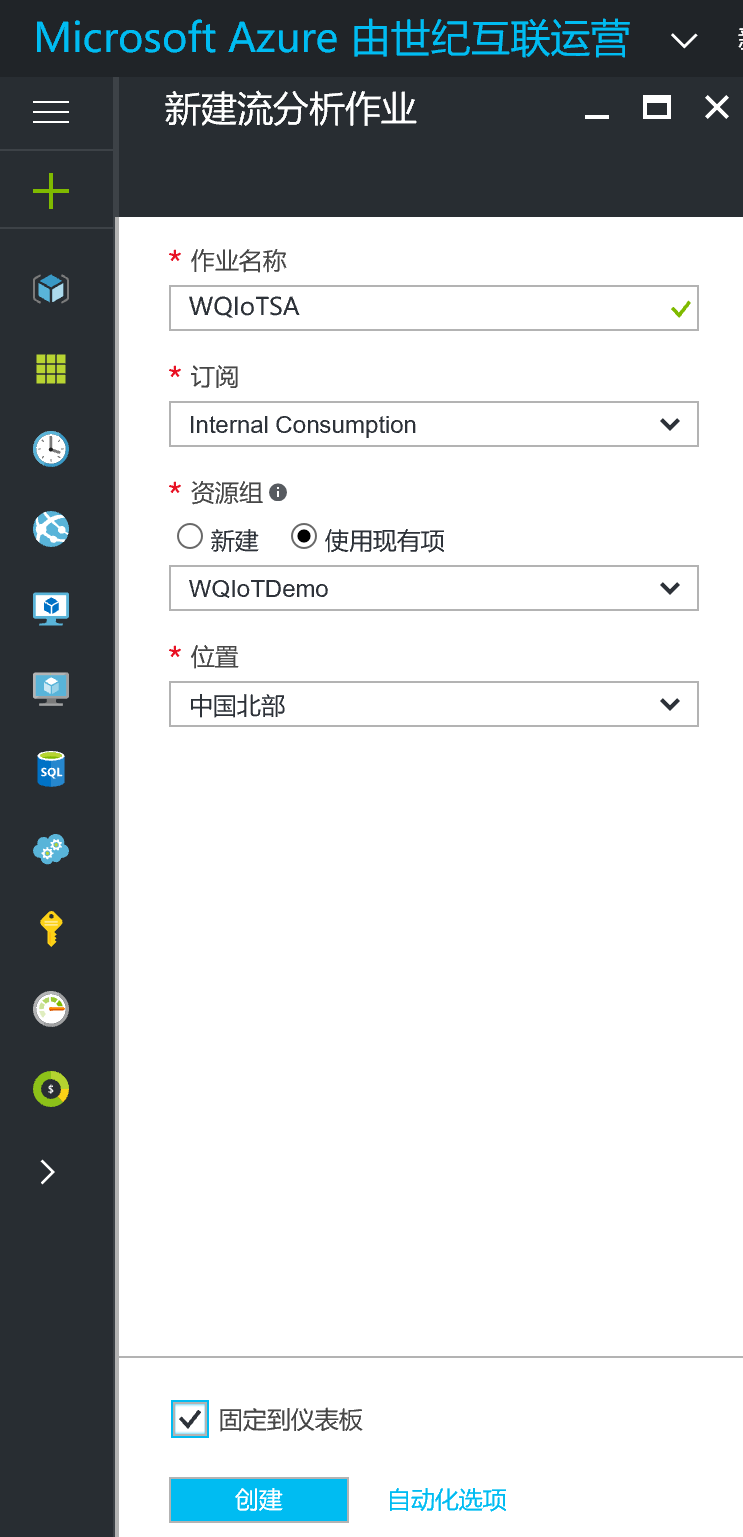 Microsoft Azure 由世纪互联运营
新建流分析作业
* 作业名称
WQIoTSA
* 订阅
Internal Consumption
* 资源组
新建 使用现有项
WQIoTDemo
* 位置
中国北部
SQL
$
固定到仪表板
创建 自动化选项